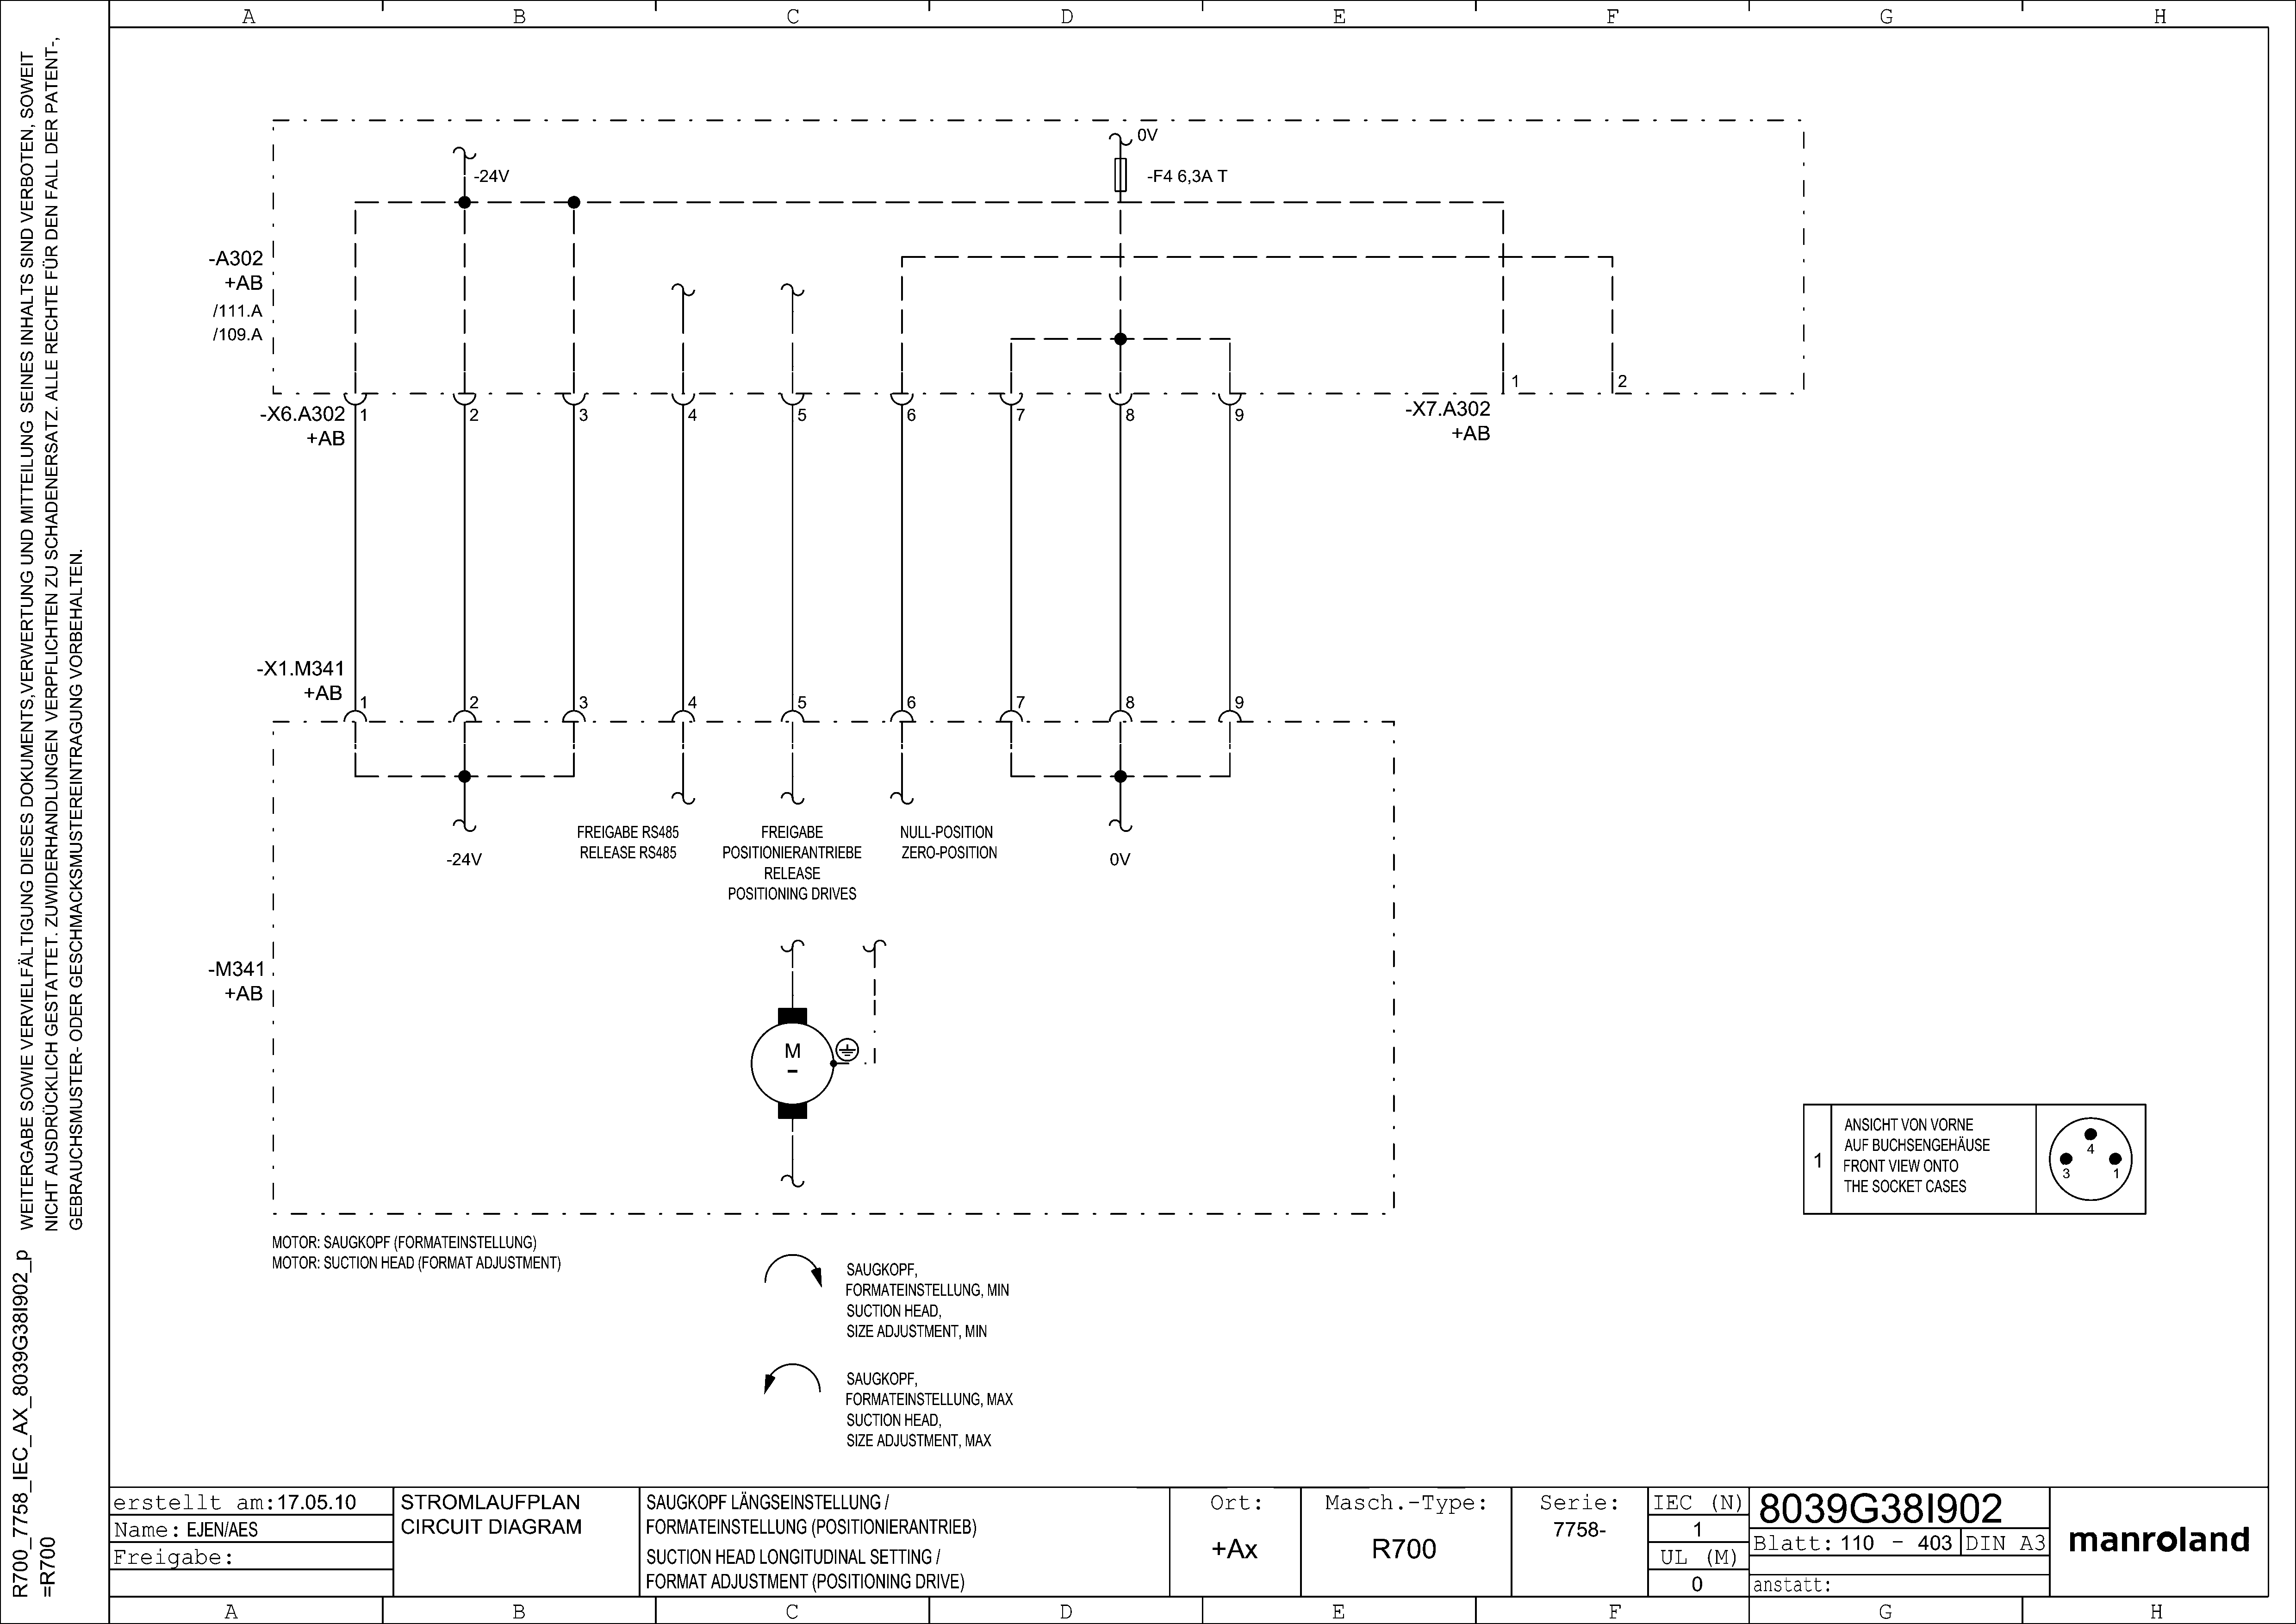 A B C D E F G H
WEITERGABE SOWIE VERVIELFÄLTIGUNG DIESES DOKUMENTS,VERWERTUNG UND MITTEILUNG SEINES INHALTS SIND VERBOTEN, SOWEIT
NICHT AUSDRÜCKLICH GESTATTET. ZUWIDERHANDLUNGEN VERPFLICHTEN ZU SCHADENERSATZ. ALLE RECHTE FÜR DEN FALL DER PATENT-,
GEBRAUCHSMUSTER- ODER GESCHMACKSMUSTEREINTRAGUNG VORBEHALTEN.
R700_7758_IEC_AX_8039G38I902_p
=R700
0V
-24V
-F4 6,3A T
-A302
+AB
/111.A
/109.A
1 2
-X6.A302 1 2 3 4 5 6 7 8 9
+AB
-X7.A302
+AB
-X1.M341
+AB
1 2 3 4 5 6 7 8 9
-24V
FREIGABE RS485
RELEASE RS485
FREIGABE
POSITIONIERANTRIEBE
RELEASE
POSITIONING DRIVES
NULL-POSITION
ZERO-POSITION
0V
-M341
+AB
M
-
1
ANSICHT VON VORNE
AUF BUCHSENGEHÄUSE
FRONT VIEW ONTO
THE SOCKET CASES
4
3 1
MOTOR: SAUGKOPF (FORMATEINSTELLUNG)
MOTOR: SUCTION HEAD (FORMAT ADJUSTMENT)
SAUGKOPF,
FORMATEINSTELLUNG, MIN
SUCTION HEAD,
SIZE ADJUSTMENT, MIN
SAUGKOPF,
FORMATEINSTELLUNG, MAX
SUCTION HEAD,
SIZE ADJUSTMENT, MAX
erstellt am:17.05.10
Name: EJEN/AES
Freigabe:
STROMLAUFPLAN
CIRCUIT DIAGRAM
SAUGKOPF LÄNGSEINSTELLUNG /
FORMATEINSTELLUNG (POSITIONIERANTRIEB)
SUCTION HEAD LONGITUDINAL SETTING /
FORMAT ADJUSTMENT (POSITIONING DRIVE)
Ort:
+Ax
Masch.-Type:
R700
Serie:
7758-
IEC (N)
1
UL (M)
0
8039G38I902
Blatt: 110 - 403 DIN A3
anstatt:
manroland
A B C D E F G H